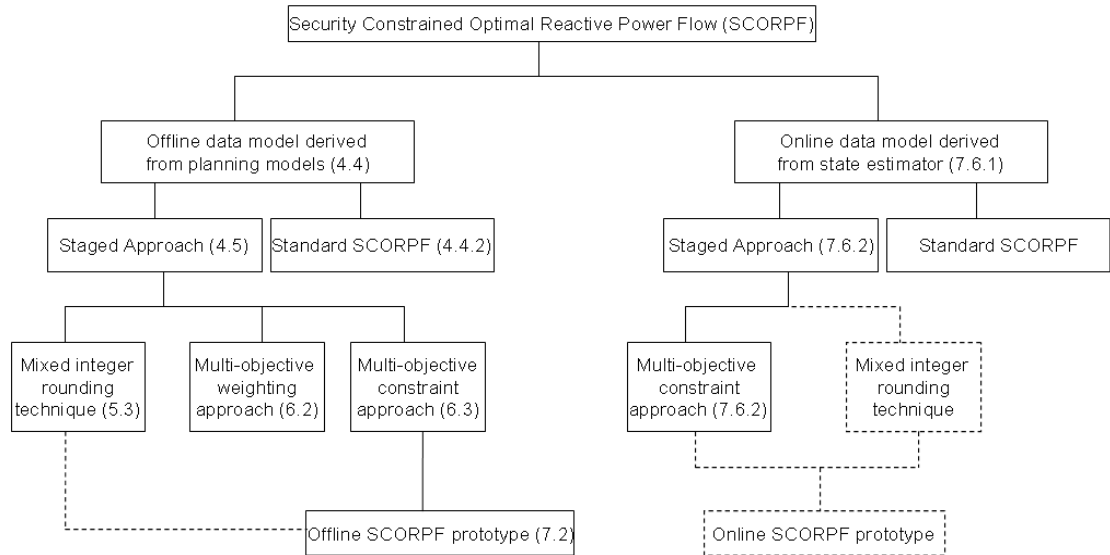 Security Constrained Optimal Reactive Power Flow (SCORPF)
Offline data model derived
from planning models (4.4)
Online data model derived
from state estimator (7.6.1)
Staged Approach (4.5)
Standard SCORPF (4.4.2)
Staged Approach (7.6.2)
Standard SCORPF
Mixed integer
rounding
technique (5.3)
Multi-objective
weighting
approach (6.2)
Multi-objective
constraint
approach (6.3)
Multi-objective
constraint
approach (7.6.2)
Mixed integer
rounding
technique
Offline SCORPF prototype (7.2)
Online SCORPF prototype